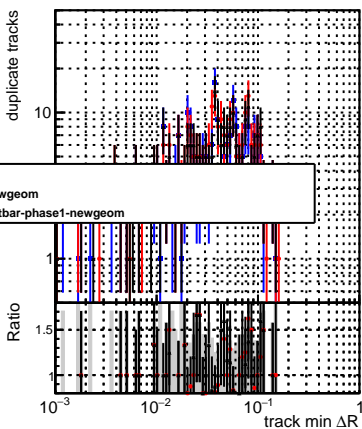 duplicate tracks
10
1
wgeom
tbar-phase1-newgeom
Ratio
1.5
1
10⁻³
10⁻²
10⁻¹
1
track min ΔR